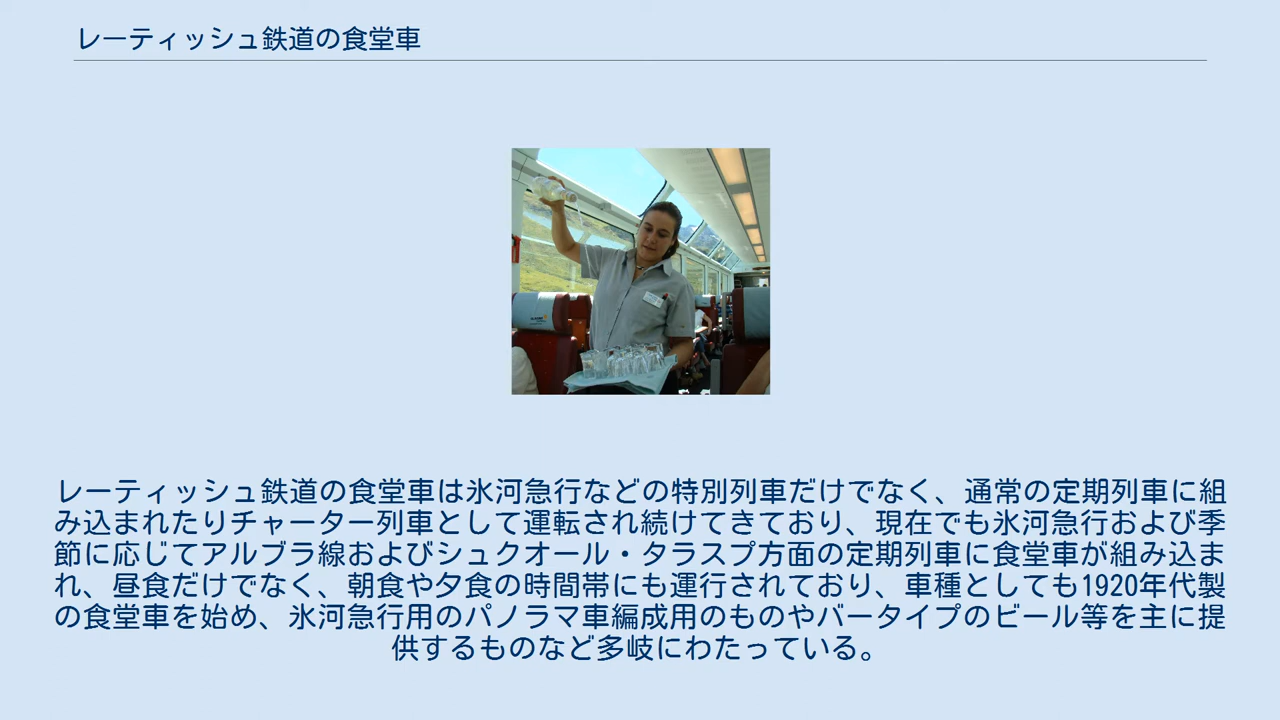 レーティッシュ鉄道の食堂車
レーティッシュ鉄道の食堂車は氷河急行などの特別列車だけでなく、通常の定期列車に組
み込まれたりチャーター列車として運転され続けてきており、現在でも氷河急行および季
節に応じてアルブラ線およびシュクオール・タラスプ方面の定期列車に食堂車が組み込ま
れ、昼食だけでなく、朝食や夕食の時間帯にも運行されており、車種としても1920年代製
の食堂車を始め、氷河急行用のパノラマ車編成用のものやバータイプのビール等を主に提
供するものなど多岐にわたっている。